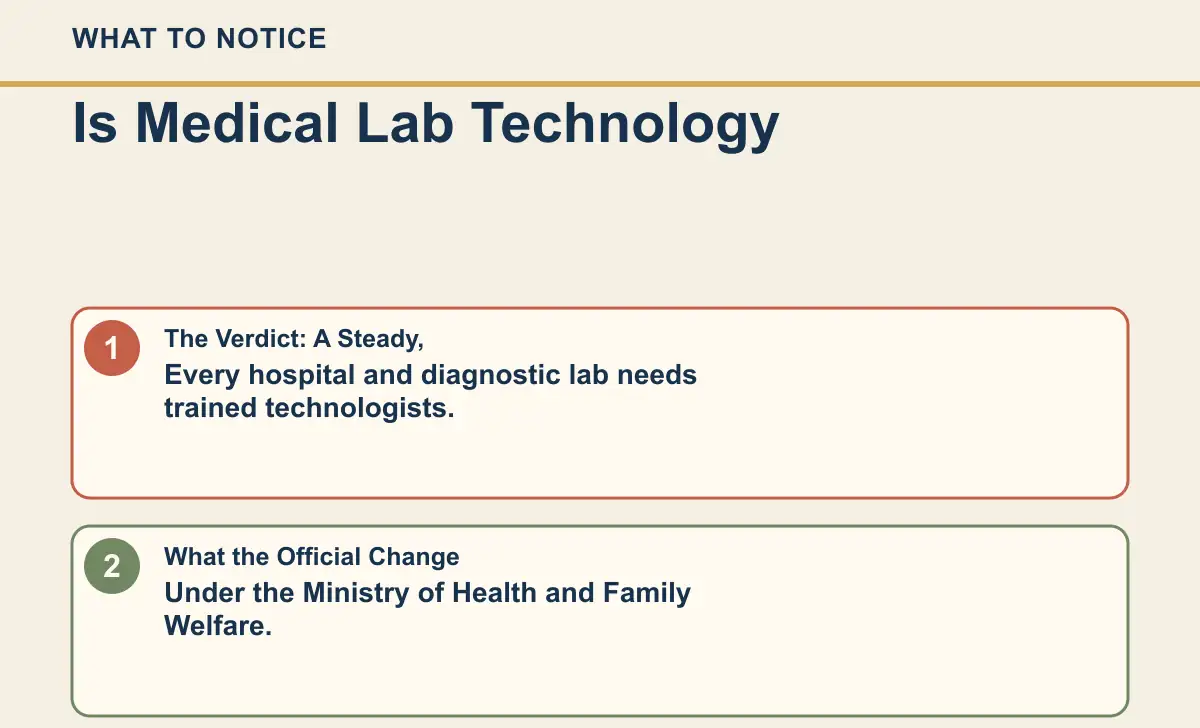 WHAT TO NOTICE
Is Medical Lab Technology
1
The Verdict: A Steady,
Every hospital and diagnostic lab needs
trained technologists.
2
What the Official Change
Under the Ministry of Health and Family
Welfare.